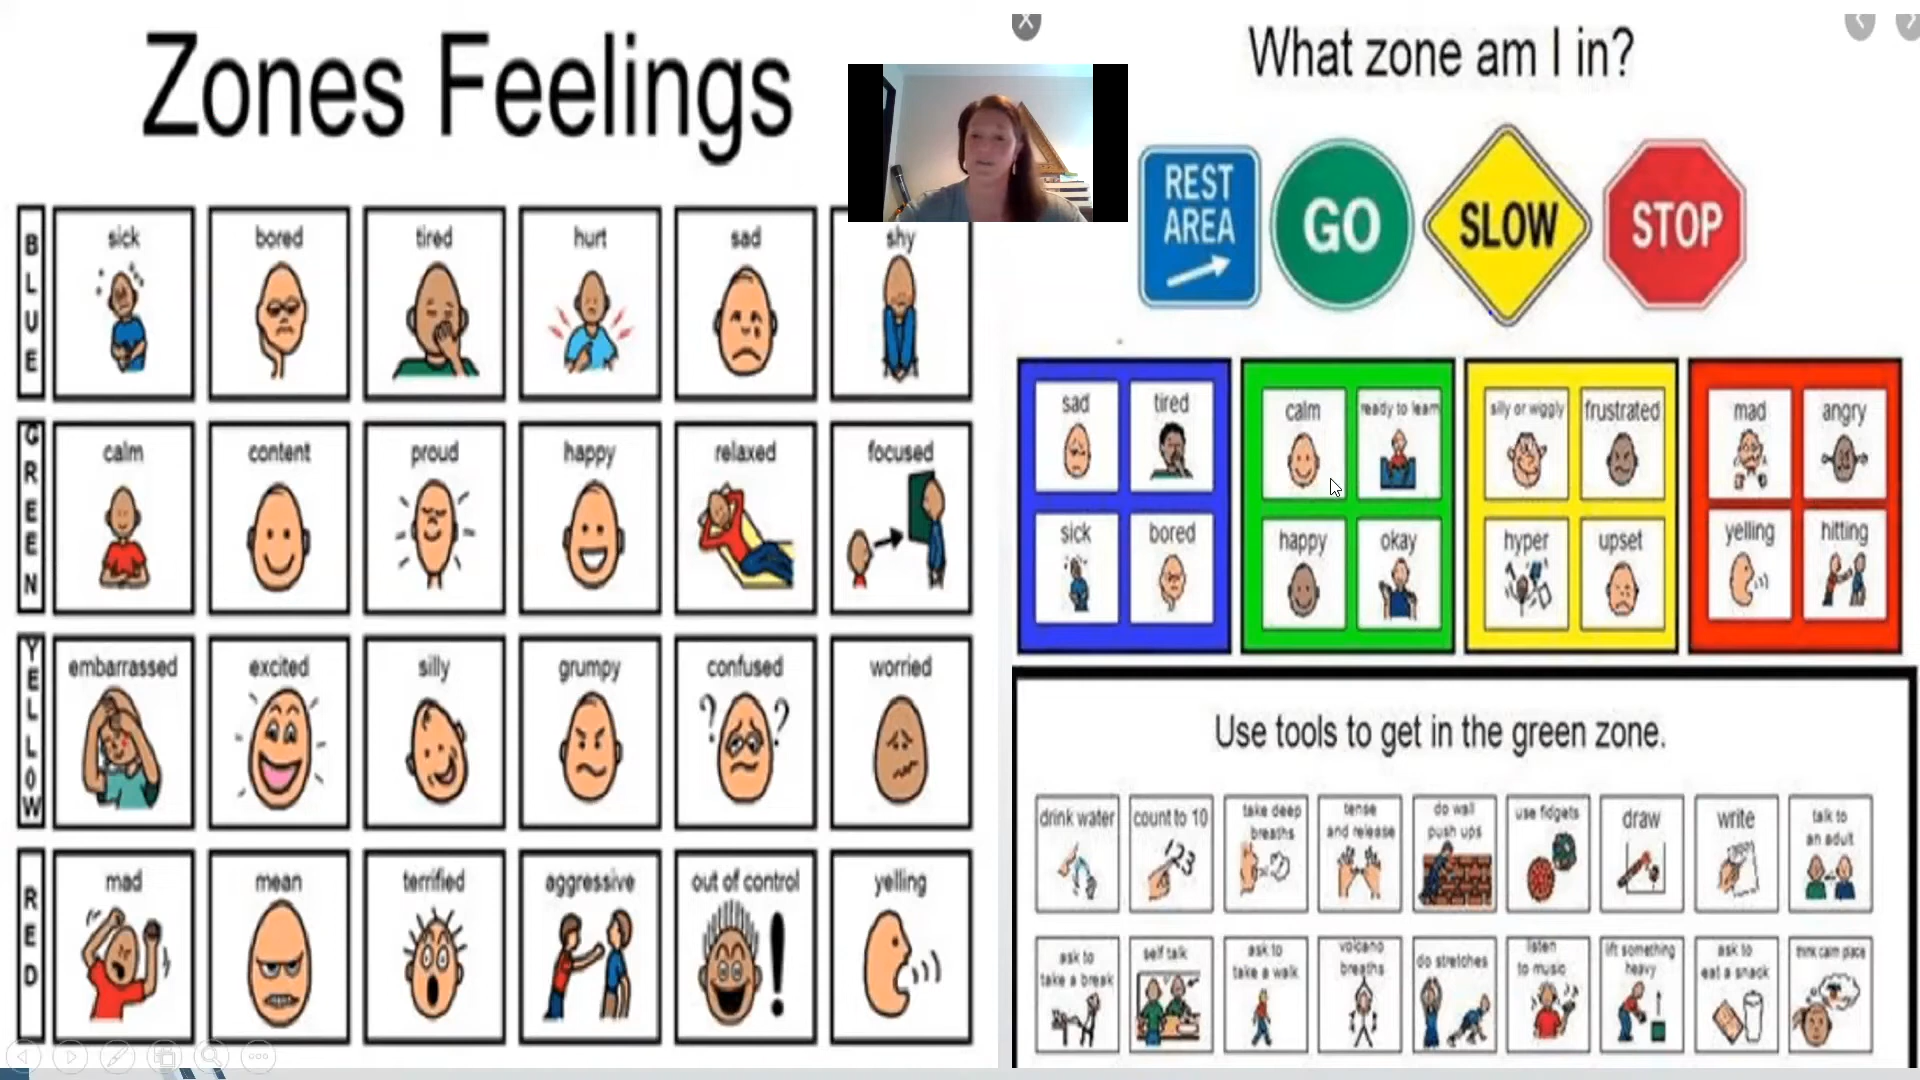 Zones Feelings
BLUE
sick bored tired hurt sad shy
GREEN
calm content proud happy relaxed focused
YELLOW
embarrassed excited silly grumpy confused worried
RED
mad mean terrified aggressive out of control yelling
What zone am I in?
REST
AREA
GO
SLOW
STOP
sad tired
sick bored
calm ready to learn
happy okay
silly or wiggly frustrated
hyper upset
mad angry
yelling hitting
Use tools to get in the green zone.
drink water
count to 10
123
take deep
breaths
tense
and release
do wall
push ups
use fidgets
draw
write
talk to
an adult
ask to
take a break
self talk
ask to
take a walk
volcano
breaths
do stretches
listen
to music
lift something
heavy
ask to
eat a snack
think calm place